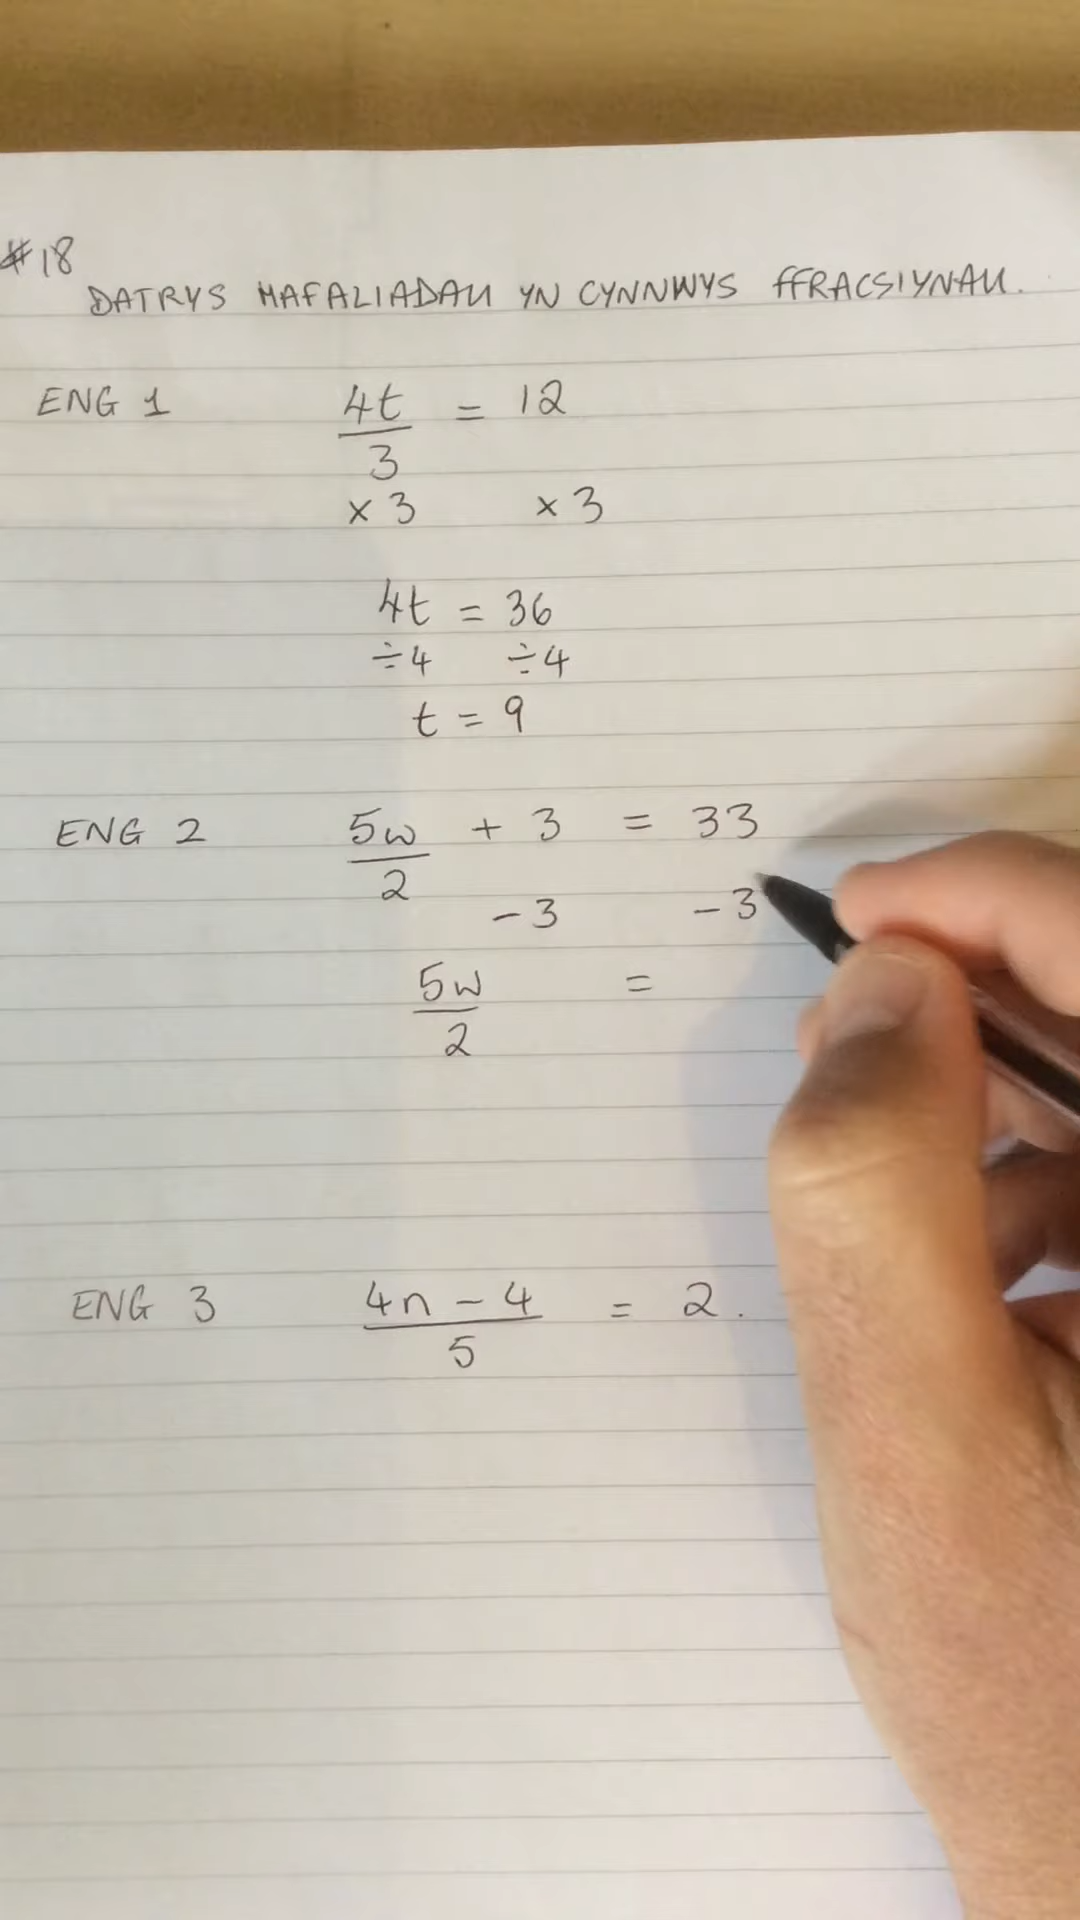 #18
DATRYS HAFALIADAU YN CYNNWYS FFRACSIYNAU.
ENG 1 4t = 12
3
× 3 × 3
4t = 36
÷4 ÷4
t = 9
ENG 2 5w + 3 = 33
2
- 3 - 3
5w =
2
ENG 3 4n - 4 = 2.
5